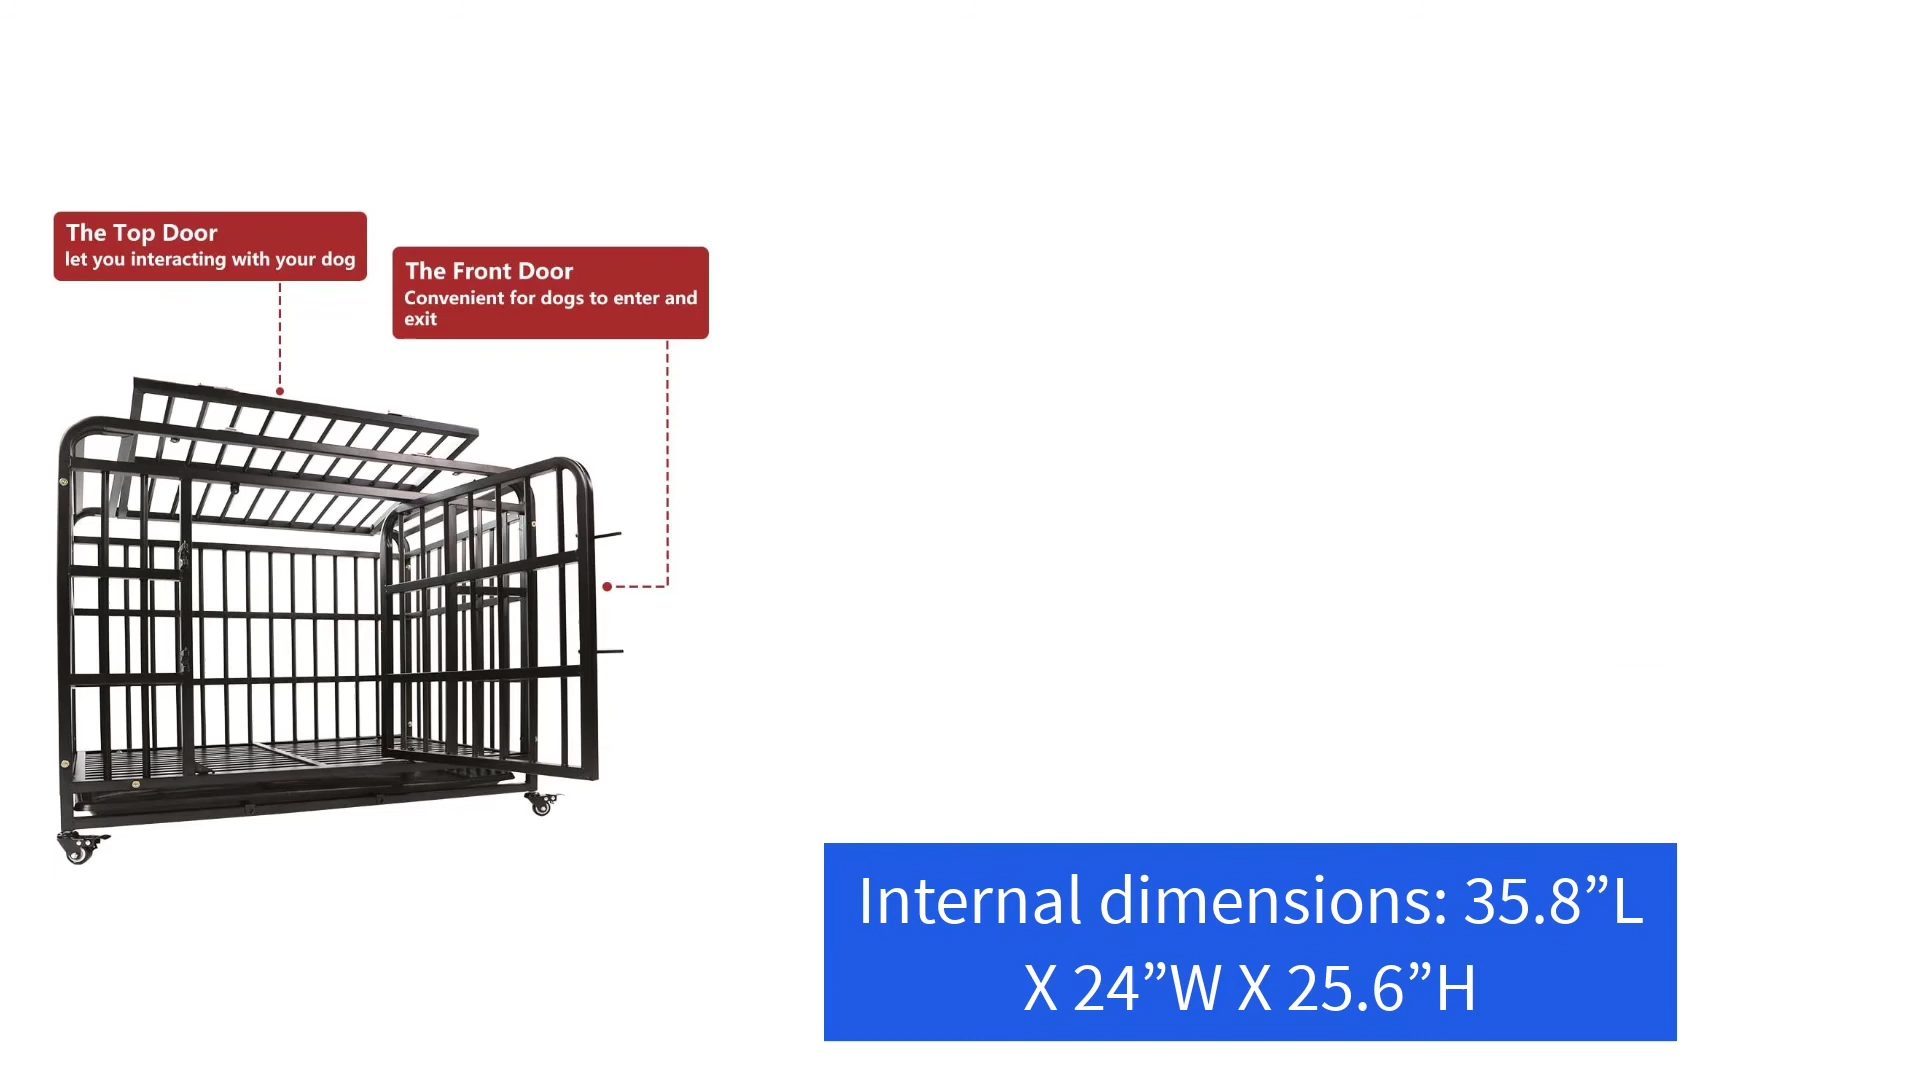 The Top Door
let you interacting with your dog
The Front Door
Convenient for dogs to enter and
exit
Internal dimensions: 35.8”L
X 24”W X 25.6”H